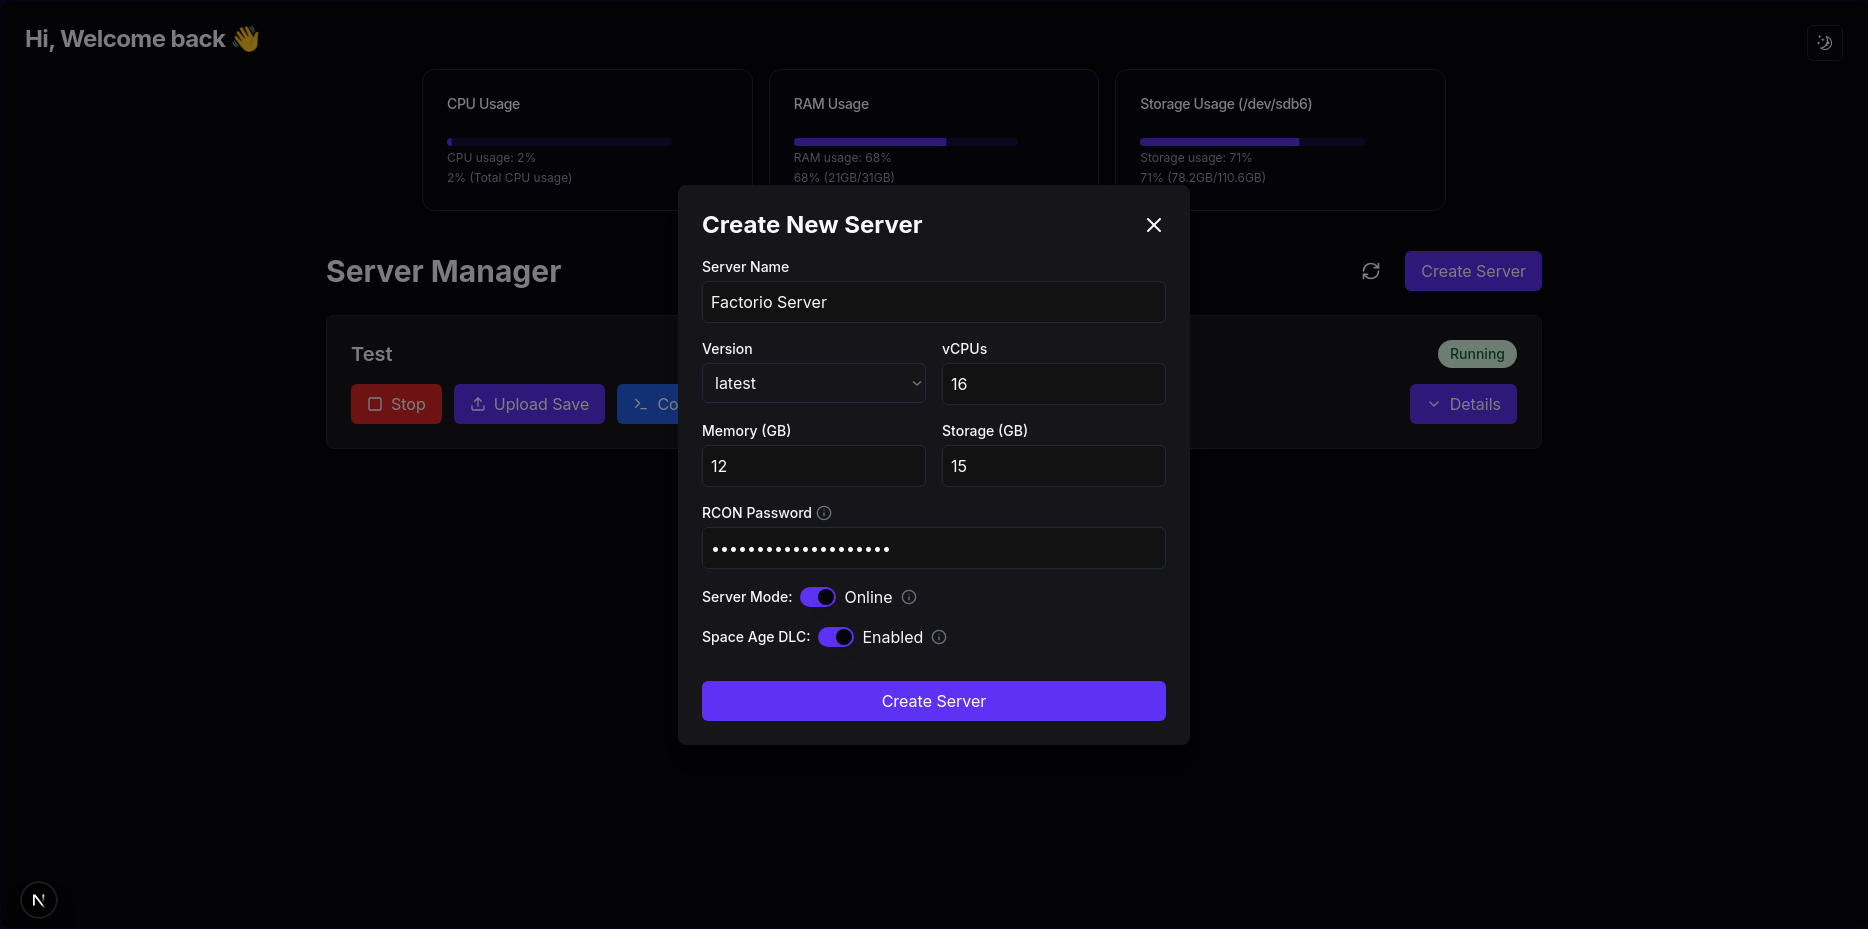 Hi, Welcome back 👋
CPU Usage
CPU usage: 2%
2% (Total CPU usage)
RAM Usage
RAM usage: 68%
68% (21GB/31GB)
Storage Usage (/dev/sdb6)
Storage usage: 71%
71% (78.2GB/110.6GB)
Server Manager
Create Server
Test
Running
Stop
Upload Save
Co
Details
Create New Server
Server Name
Factorio Server
Version
latest
vCPUs
16
Memory (GB)
12
Storage (GB)
15
RCON Password
••••••••••••••••••••
Server Mode: Online
Space Age DLC: Enabled
Create Server
N